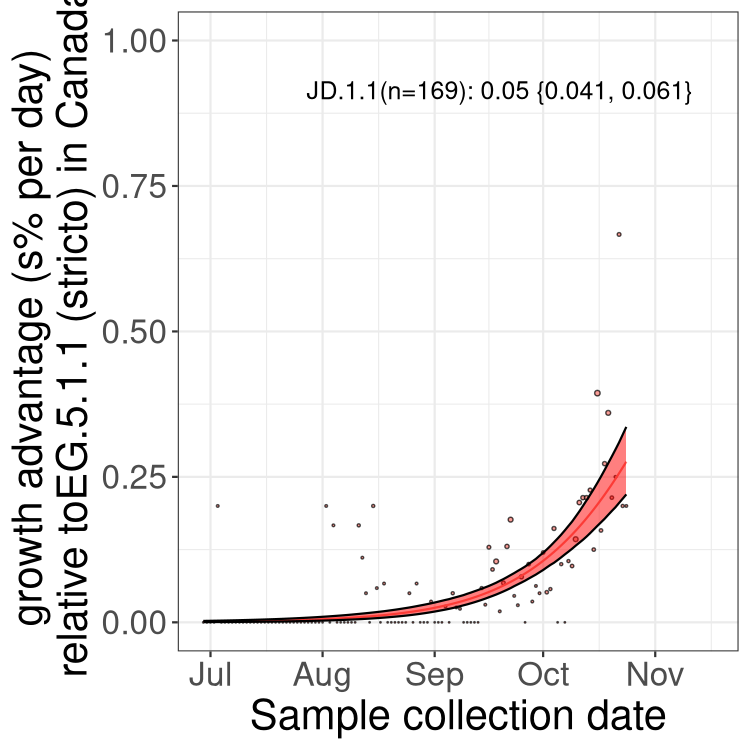 growth advantage (s% per day)
relative toEG.5.1.1 (stricto) in Canada
1.00
0.75
0.50
0.25
0.00
JD.1.1(n=169): 0.05 {0.041, 0.061}
Jul Aug Sep Oct Nov
Sample collection date